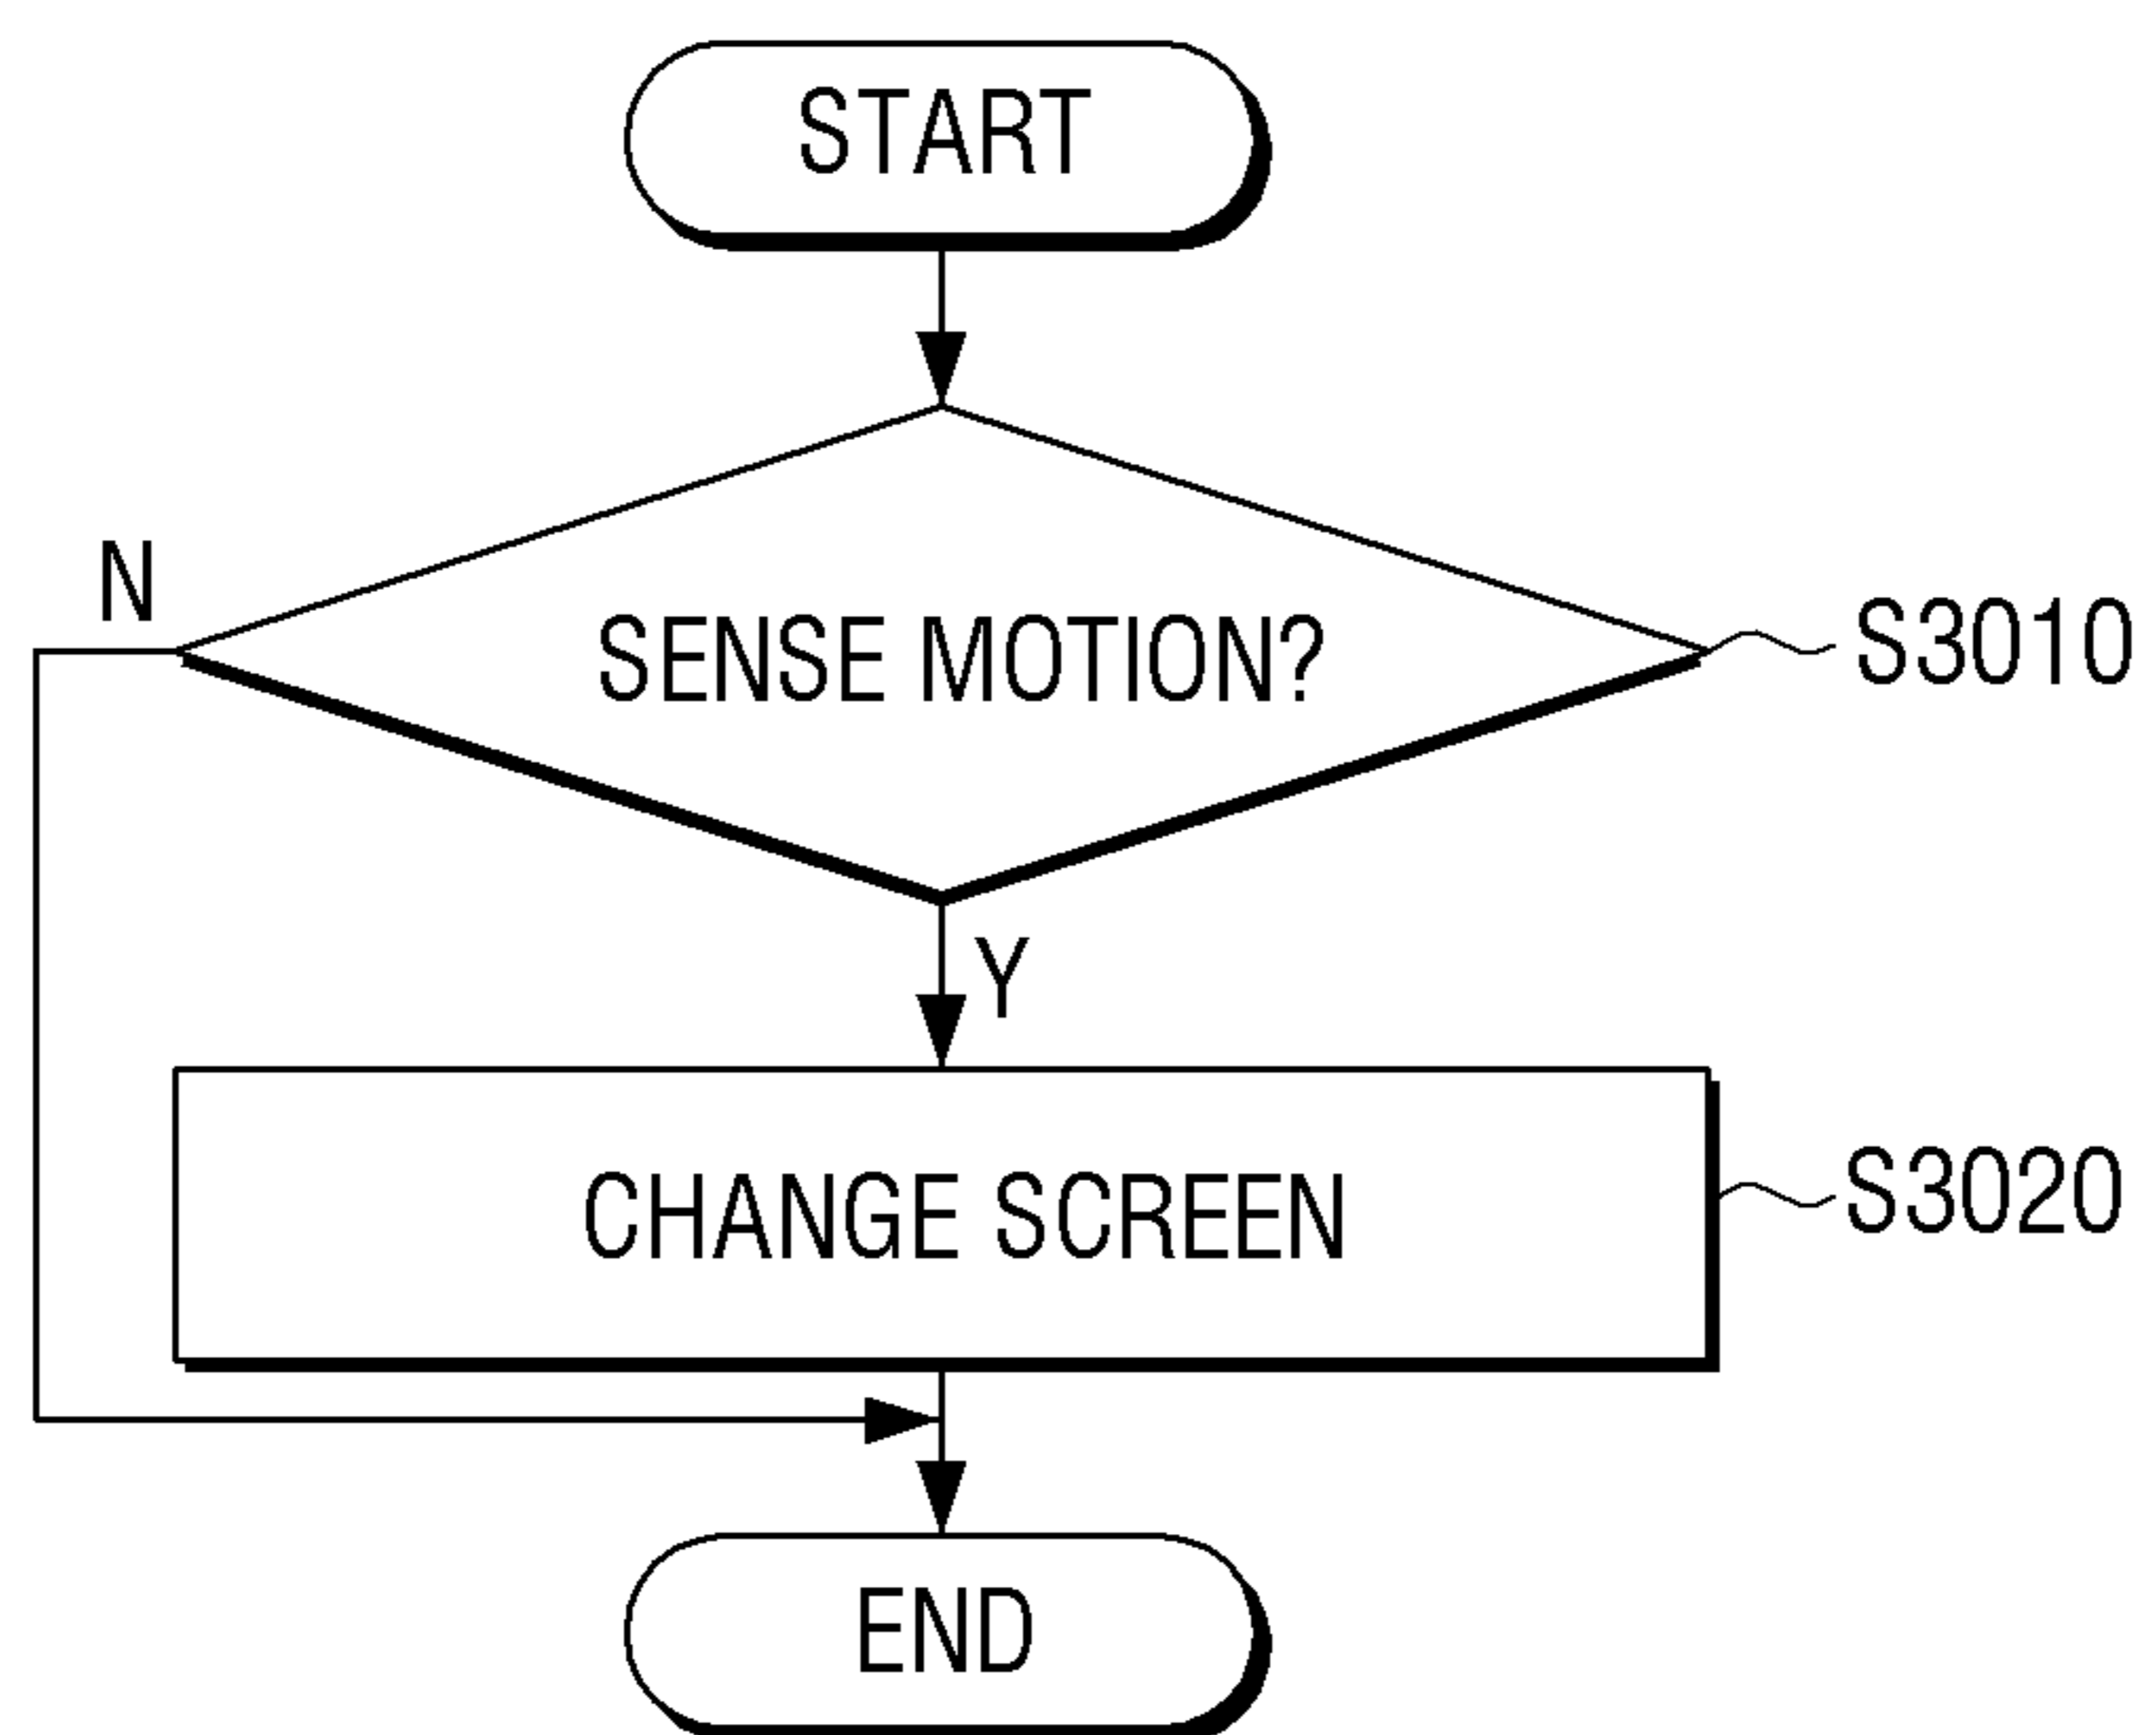 START
N
SENSE MOTION?
S3010
Y
CHANGE SCREEN
S3020
END